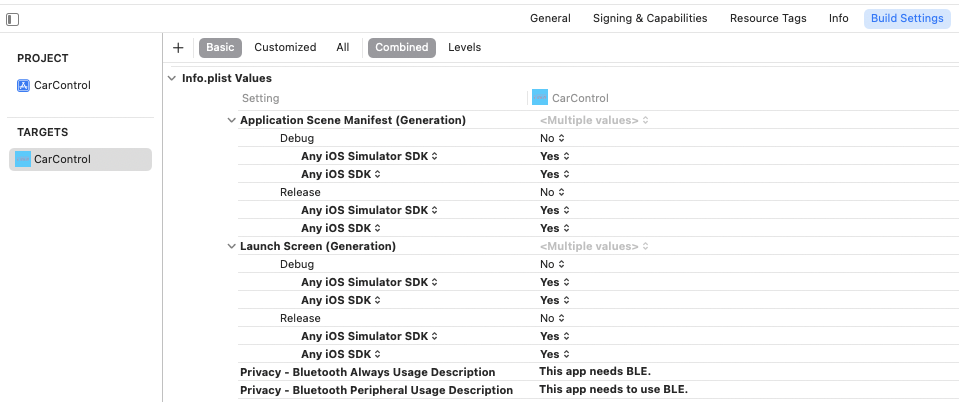 General Signing & Capabilities Resource Tags Info Build Settings
PROJECT
CarControl
TARGETS
CarControl
+ Basic Customized All Combined Levels
Info.plist Values
Setting CarControl
Application Scene Manifest (Generation) <Multiple values>
Debug No
Any iOS Simulator SDK Yes
Any iOS SDK Yes
Release No
Any iOS Simulator SDK Yes
Any iOS SDK Yes
Launch Screen (Generation) <Multiple values>
Debug No
Any iOS Simulator SDK Yes
Any iOS SDK Yes
Release No
Any iOS Simulator SDK Yes
Any iOS SDK Yes
Privacy - Bluetooth Always Usage Description This app needs BLE.
Privacy - Bluetooth Peripheral Usage Description This app needs to use BLE.